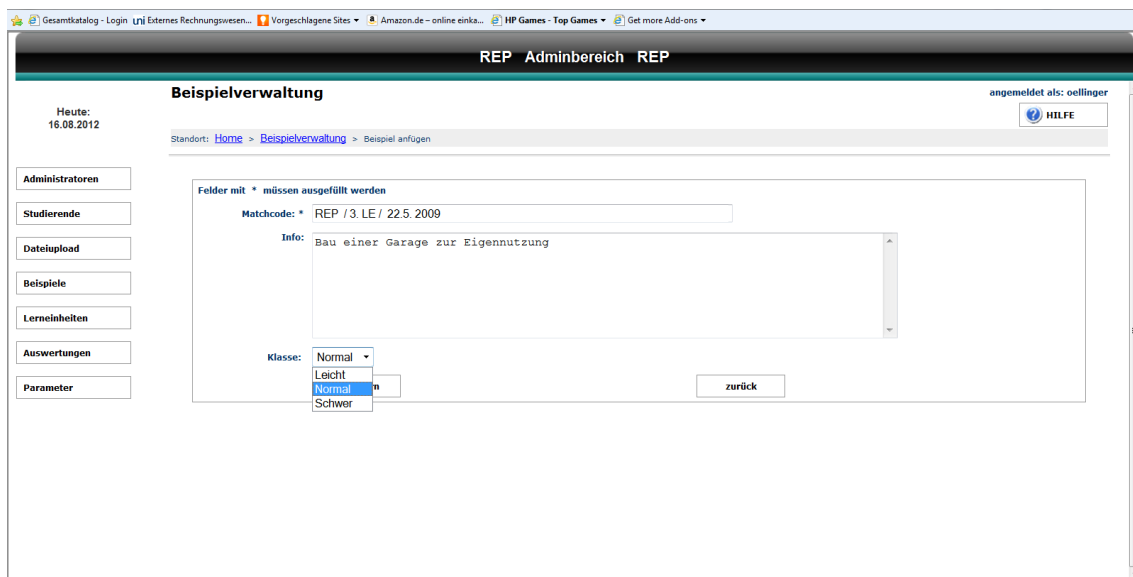 Gesamtkatalog - Login uni Externes Rechnungswesen... Vorgeschlagene Sites Amazon.de – online einka... HP Games - Top Games Get more Add-ons
REP Adminbereich REP
Beispielverwaltung
angemeldet als: oellinger
Heute:
16.08.2012
HILFE
Standort: Home > Beispielverwaltung > Beispiel anfügen
Administratoren
Studierende
Dateiupload
Beispiele
Lerneinheiten
Auswertungen
Parameter
Felder mit * müssen ausgefüllt werden
Matchcode: * REP / 3. LE / 22.5. 2009
Info: Bau einer Garage zur Eigennutzung
Klasse: Normal
Leicht
Normal
Schwer
zurück